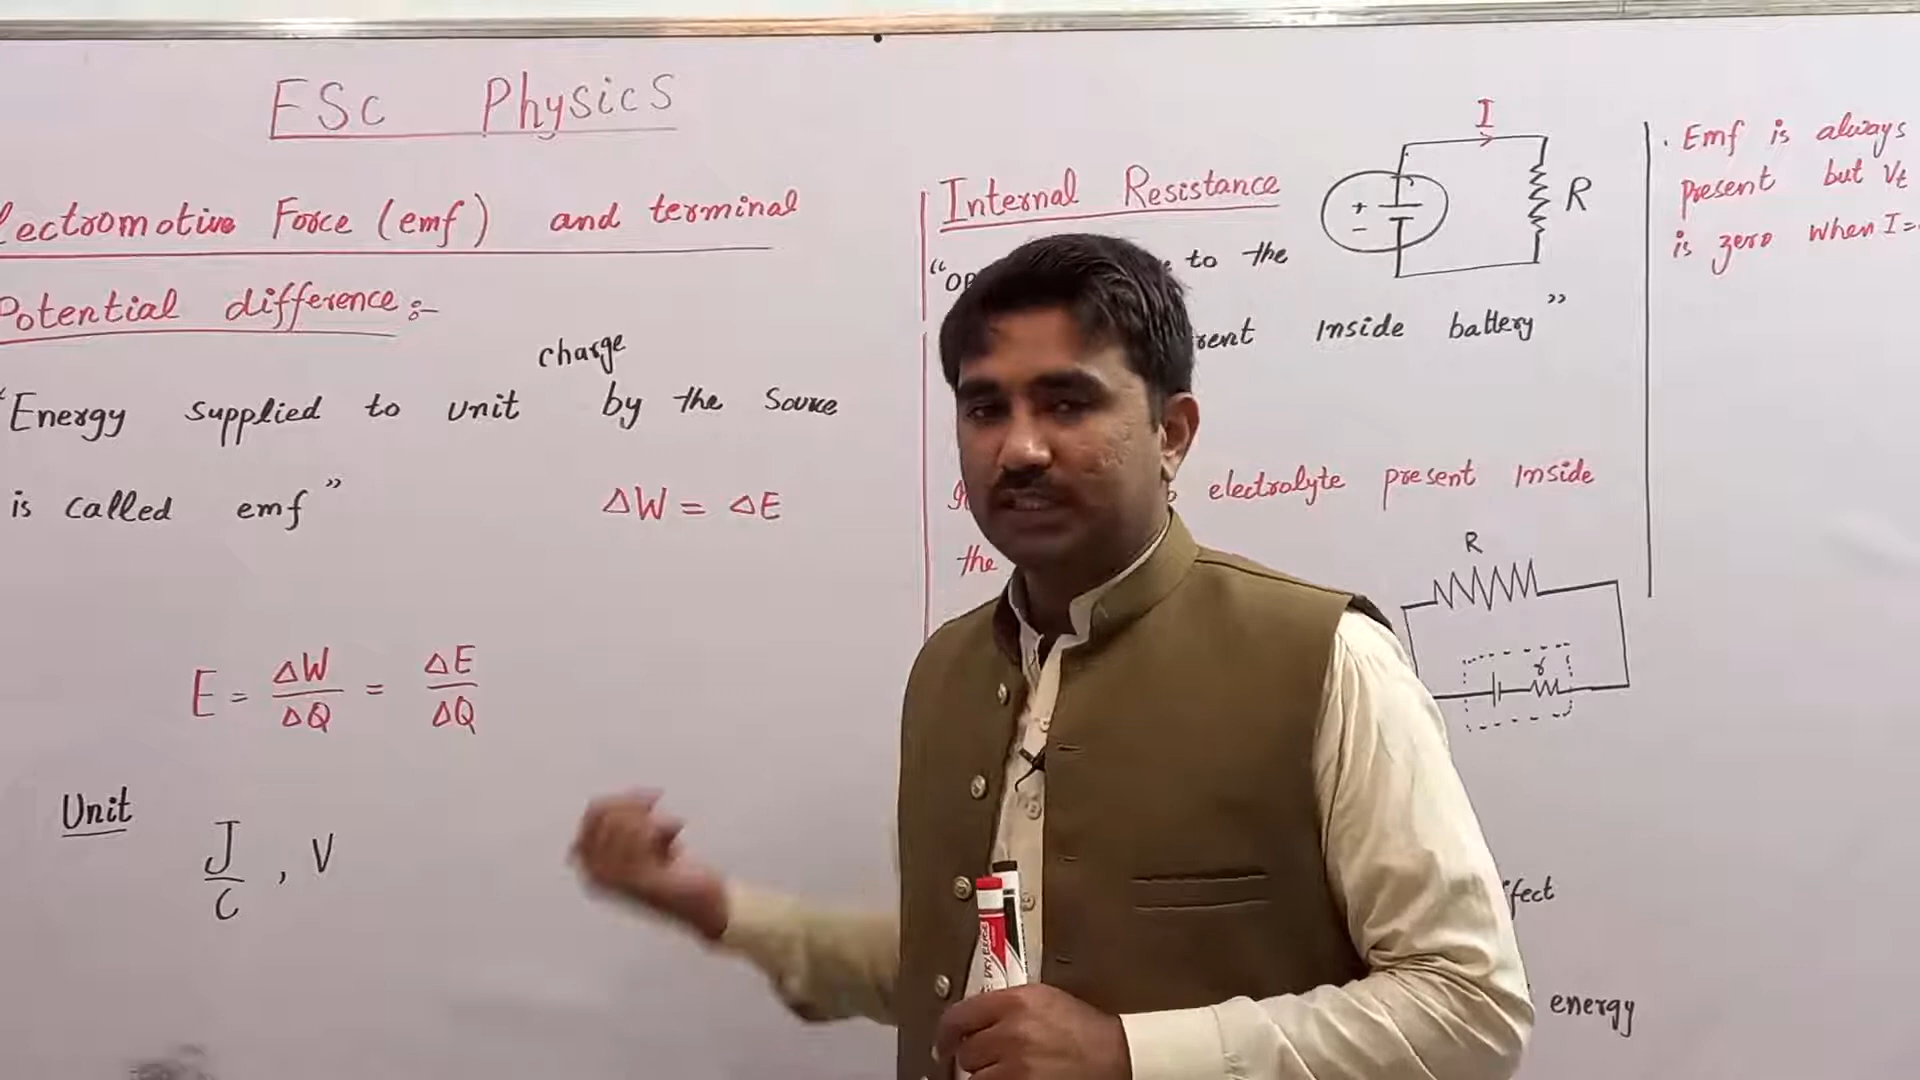 FSc Physics
lectromotive Force (emf) and terminal
Potential difference:-
charge
“Energy supplied to unit by the Source
is called emf”
ΔW = ΔE
E = ΔW/ΔQ = ΔE/ΔQ
Unit
J/C , V
Internal Resistance
to the
Inside battery”
electrolyte present Inside
the
I
+
-
R
R
r
energy
. Emf is always
present but Vt
is zero when I=
DRY ERASE